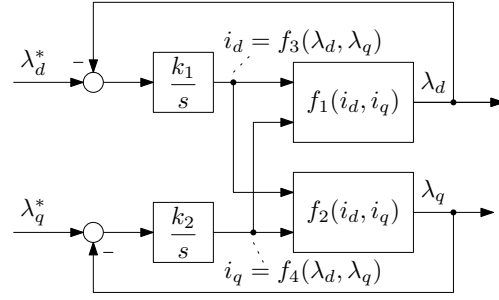 i_d = f_3(λ_d, λ_q)
λ_d^*
−
k_1
s
f_1(i_d, i_q)
λ_d
λ_q^*
−
k_2
s
f_2(i_d, i_q)
λ_q
i_q = f_4(λ_d, λ_q)